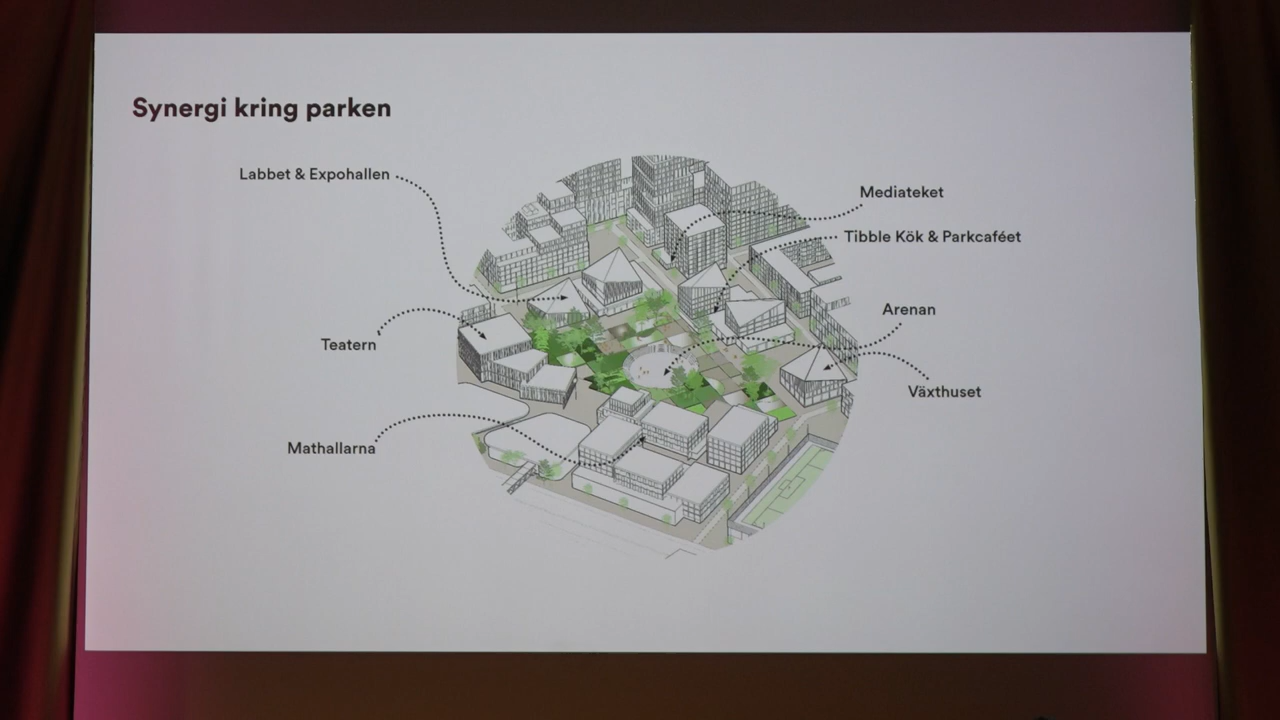 Synergi kring parken
Labbet & Expohallen
Mediateket
Tibble Kök & Parkcaféet
Arenan
Teatern
Växthuset
Mathallarna